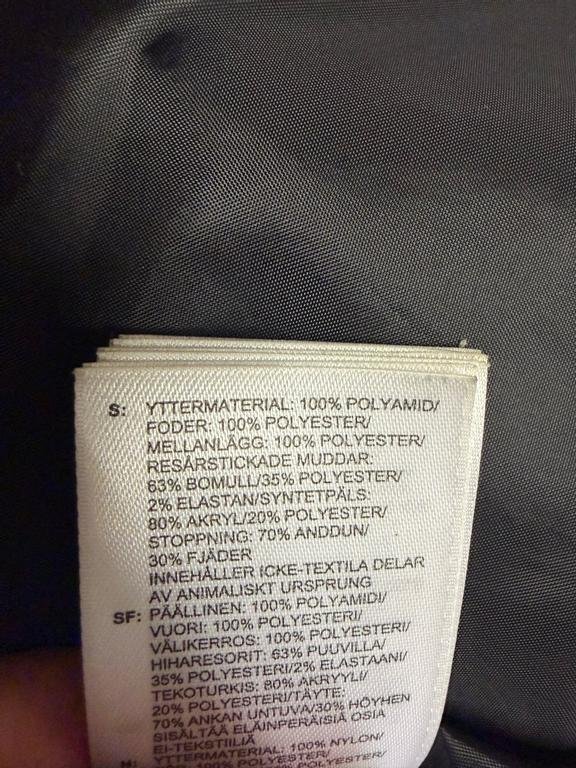 S: YTTERMATERIAL: 100% POLYAMID/
FODER: 100% POLYESTER/
MELLANLÄGG: 100% POLYESTER/
RESÅRSTICKADE MUDDAR:
63% BOMULL/35% POLYESTER/
2% ELASTAN/SYNTETPÄLS:
80% AKRYL/20% POLYESTER/
STOPPNING: 70% ANDDUN/
30% FJÄDER
INNEHÅLLER ICKE-TEXTILA DELAR
AV ANIMALISKT URSPRUNG
SF: PÄÄLLINEN: 100% POLYAMIDI/
VUORI: 100% POLYESTERI/
VÄLIKERROS: 100% POLYESTERI/
HIHARESORIT: 63% PUUVILLA/
35% POLYESTERI/2% ELASTAANI/
TEKOTURKIS: 80% AKRYYLI/
20% POLYESTERI/TÄYTE:
70% ANKAN UNTUVA/30% HÖYHEN
SISÄLTÄÄ ELÄINPERÄISIÄ OSIA
EI-TEKSTIILIÄ
N: YTTERMATERIAL: 100% NYLON/
100% POLYESTER/